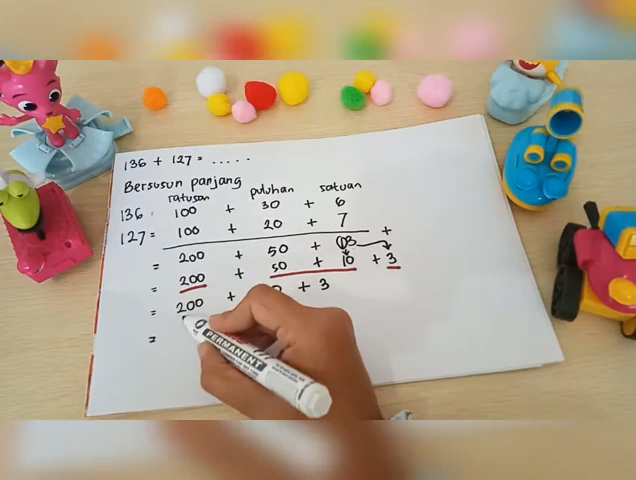 136 + 127 = .....
Bersusun panjang
ratusan puluhan satuan
136 = 100 + 30 + 6
127 = 100 + 20 + 7 +
= 200 + 50 + 13
= 200 + 50 + 10 + 3
= 200 + + 3
=
PERMANENT